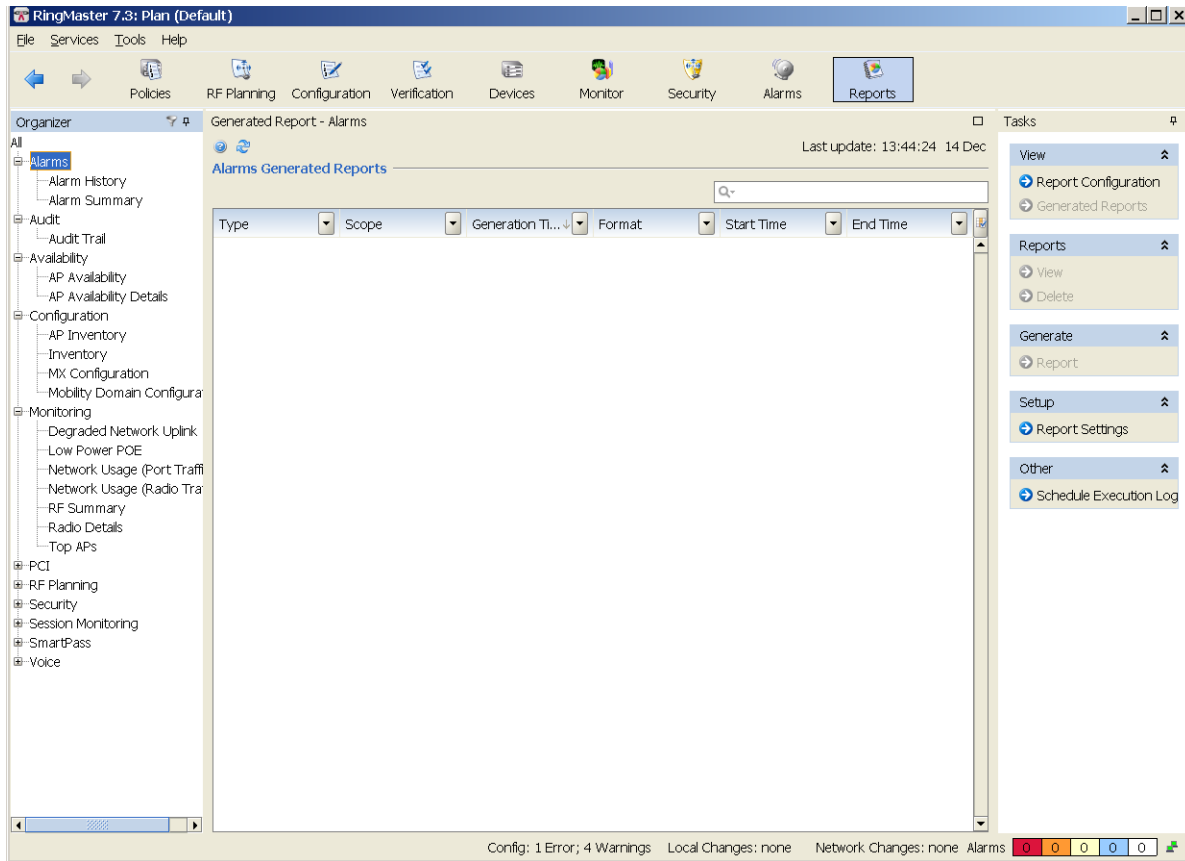 RingMaster 7.3: Plan (Default)
File Services Tools Help
Policies RF Planning Configuration Verification Devices Monitor Security Alarms Reports
Organizer
All
Alarms
Alarm History
Alarm Summary
Audit
Audit Trail
Availability
AP Availability
AP Availability Details
Configuration
AP Inventory
Inventory
MX Configuration
Mobility Domain Configura
Monitoring
Degraded Network Uplink
Low Power POE
Network Usage (Port Traffi
Network Usage (Radio Tra
RF Summary
Radio Details
Top APs
PCI
RF Planning
Security
Session Monitoring
SmartPass
Voice
Generated Report - Alarms
Last update: 13:44:24 14 Dec
Alarms Generated Reports
Type Scope Generation Ti... Format Start Time End Time
Tasks
View
Report Configuration
Generated Reports
Reports
View
Delete
Generate
Report
Setup
Report Settings
Other
Schedule Execution Log
Config: 1 Error; 4 Warnings Local Changes: none Network Changes: none Alarms 0 0 0 0 0